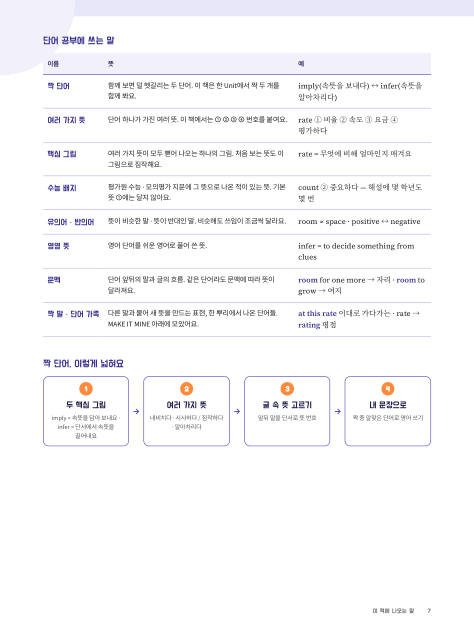 단어 공부에 쓰는 말
이름 뜻 예
짝 단어 함께 보면 덜 헷갈리는 두 단어. 이 책은 한 Unit에서 짝 두 개를 imply(속뜻을 보내다) ↔ infer(속뜻을
함께 봐요. 알아차리다)
여러 가지 뜻 단어 하나가 가진 여러 뜻. 이 책에서는 ① ② ③ ④ 번호를 붙여요. rate ① 비율 ② 속도 ③ 요금 ④
평가하다
핵심 그림 여러 가지 뜻이 모두 뻗어 나오는 하나의 그림. 처음 보는 뜻도 이 rate = 무엇에 비해 얼마인지 매겨요
그림으로 짐작해요.
수능 배지 평가원 수능 · 모의평가 지문에 그 뜻으로 나온 적이 있는 뜻. 기본 count ② 중요하다 — 해설에 몇 학년도
뜻 ①에는 달지 않아요. 몇 번
유의어 · 반의어 뜻이 비슷한 말 · 뜻이 반대인 말. 비슷해도 쓰임이 조금씩 달라요. room = space · positive ↔ negative
영영 뜻 영어 단어를 쉬운 영어로 풀어 쓴 뜻. infer = to decide something from
clues
문맥 단어 앞뒤의 말과 글의 흐름. 같은 단어라도 문맥에 따라 뜻이 room for one more → 자리 · room to
달라져요. grow → 여지
짝 말 · 단어 가족 다른 말과 붙어 새 뜻을 만드는 표현, 한 뿌리에서 나온 단어들. at this rate 이대로 가다가는 · rate →
MAKE IT MINE 아래에 모았어요. rating 평점
짝 단어, 이렇게 넓혀요
1 2 3 4
두 핵심 그림 → 여러 가지 뜻 → 글 속 뜻 고르기 → 내 문장으로
imply = 속뜻을 담아 보내요 · 내비치다 · 시사하다 / 짐작하다 앞뒤 말을 단서로 뜻 번호 짝 중 알맞은 단어로 영어 쓰기
infer = 단서에서 속뜻을 · 알아차리다
끌어내요
이 책에 나오는 말 7